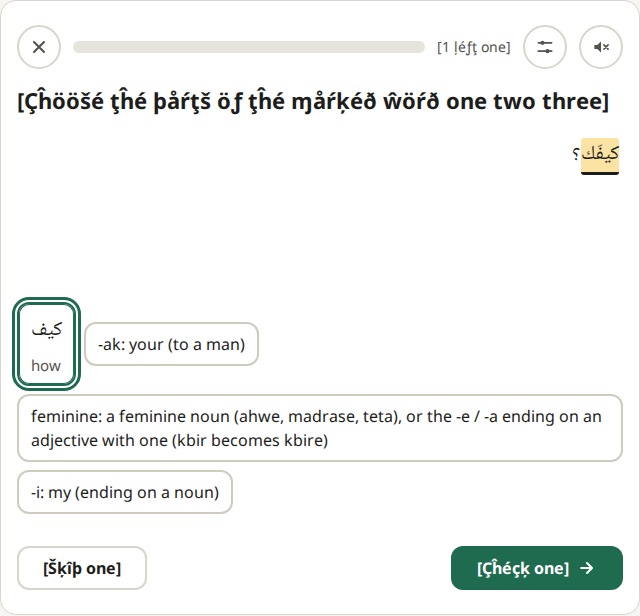 [1 ļéƒţ one]
[Çĥööšé ţĥé þåŕţš öƒ ţĥé ɱåŕķéð ŵöŕð one two three]
كيفَك؟
كيف
how
-ak: your (to a man)
feminine: a feminine noun (ahwe, madrase, teta), or the -e / -a ending on an
adjective with one (kbir becomes kbire)
-i: my (ending on a noun)
[Šķîþ one]
[Çĥéçķ one]